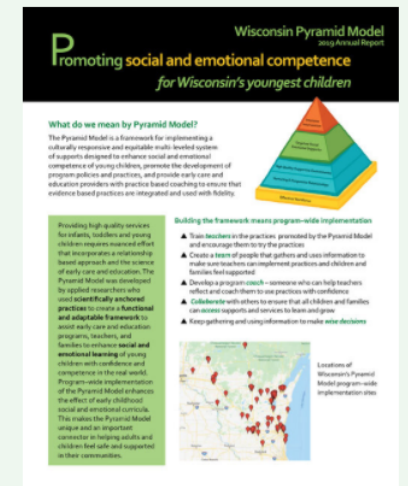 Wisconsin Pyramid Model
2019 Annual Report
Promoting social and emotional competence
for Wisconsin's youngest children
What do we mean by Pyramid Model?
The Pyramid Model is a framework for implementing a
culturally responsive and equitable multi-leveled system
of supports designed to enhance social and emotional
competence of young children, promote the development of
program policies and practices, and provide early care and
education providers with practice based coaching to ensure that
evidence based practices are integrated and used with fidelity.
Providing high quality services
for infants, toddlers and young
children requires nuanced effort
that incorporates a relationship
based approach and the science
of early care and education. The
Pyramid Model was developed
by applied researchers who
used scientifically anchored
practices to create a functional
and adaptable framework to
assist early care and education
programs, teachers, and
families to enhance social and
emotional learning of young
children with confidence and
competence in the real world.
Program-wide implementation
of the Pyramid Model enhances
the effect of early childhood
social and emotional curricula.
This makes the Pyramid Model
unique and an important
connector in helping adults and
children feel safe and supported
in their communities.
Building the framework means program-wide implementation
Train teachers in the practices promoted by the Pyramid Model
and encourage them to try the practices
Create a team of people that gathers and uses information to
make sure teachers can implement practices and children and
families feel supported
Develop a program coach – someone who can help teachers
reflect and coach them to use practices with confidence
Collaborate with others to ensure that all children and families
can access supports and services to learn and grow
Keep gathering and using information to make wise decisions
Locations of
Wisconsin's Pyramid
Model program-wide
implementation sites